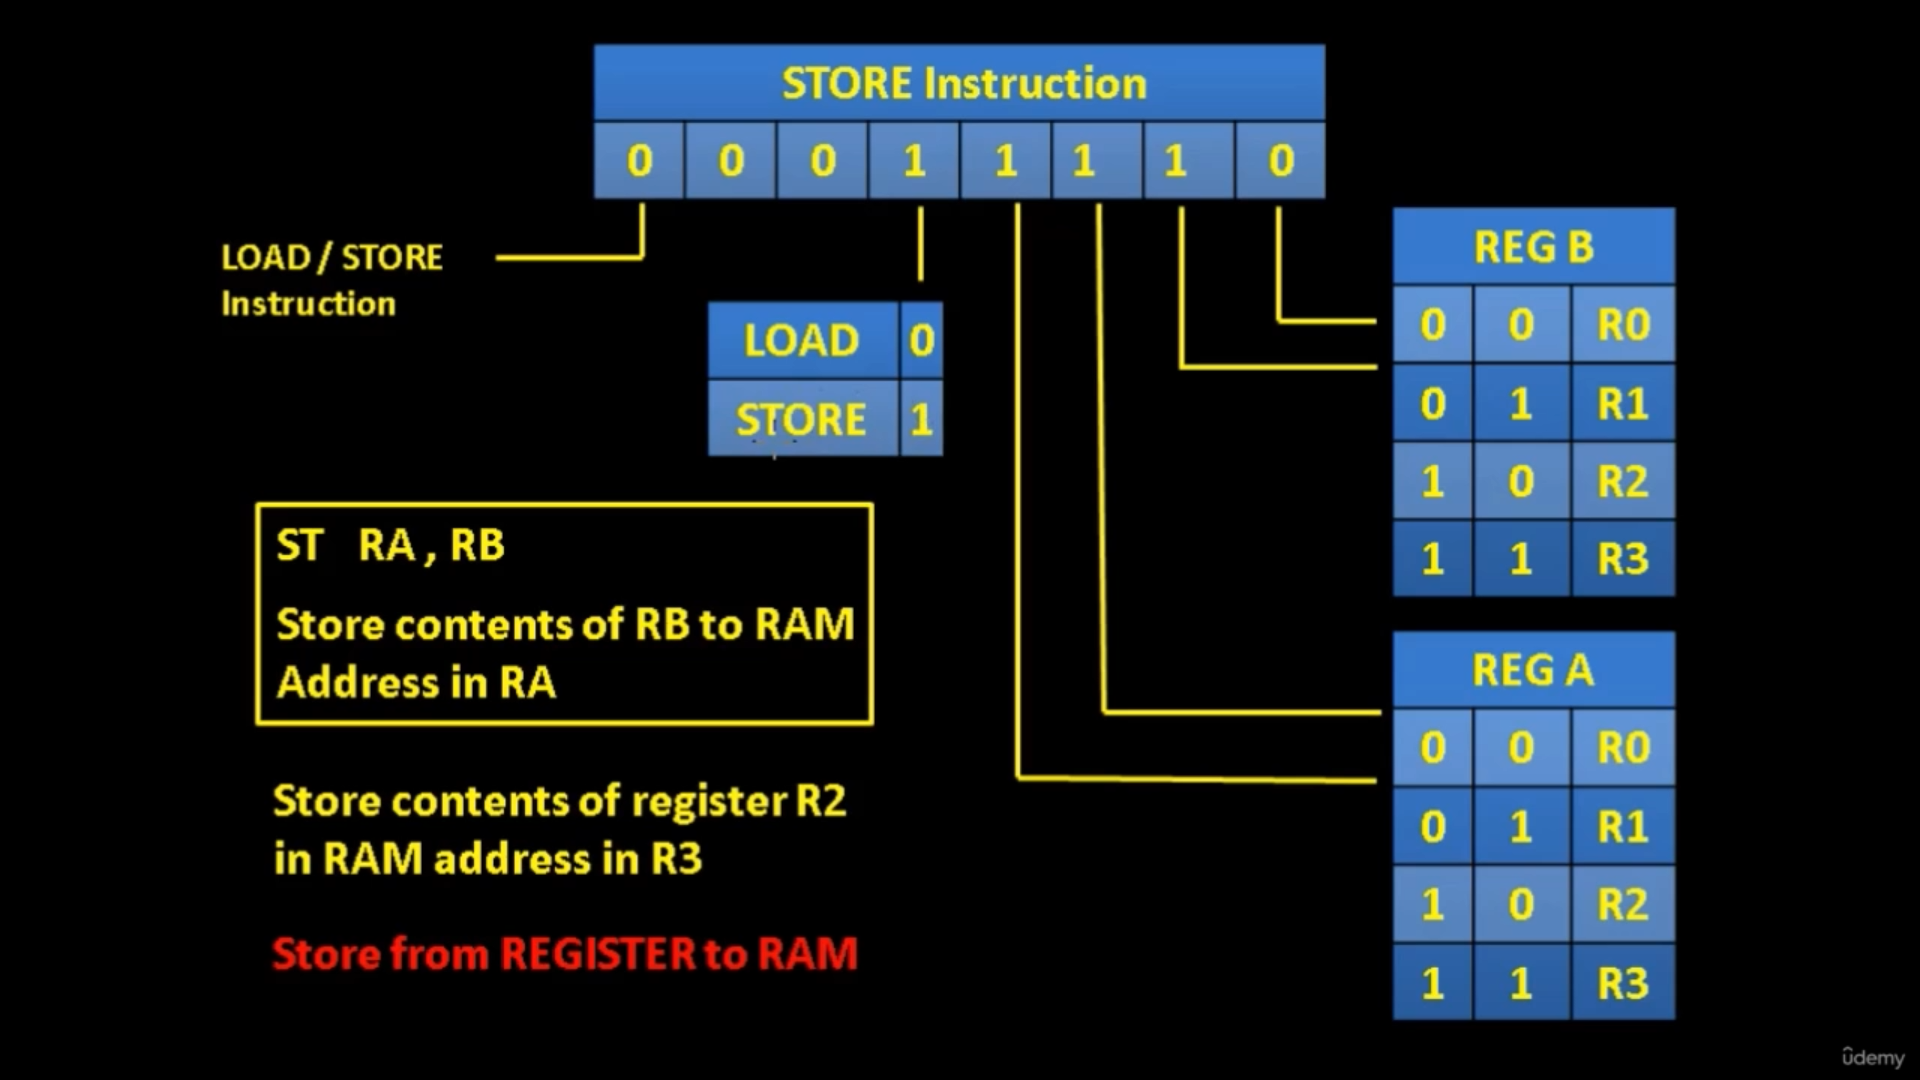 STORE Instruction
0 0 0 1 1 1 1 0
LOAD / STORE
Instruction
LOAD 0
STORE 1
ST RA , RB
Store contents of RB to RAM
Address in RA
Store contents of register R2
in RAM address in R3
Store from REGISTER to RAM
REG B
0 0 R0
0 1 R1
1 0 R2
1 1 R3
REG A
0 0 R0
0 1 R1
1 0 R2
1 1 R3
ûdemy